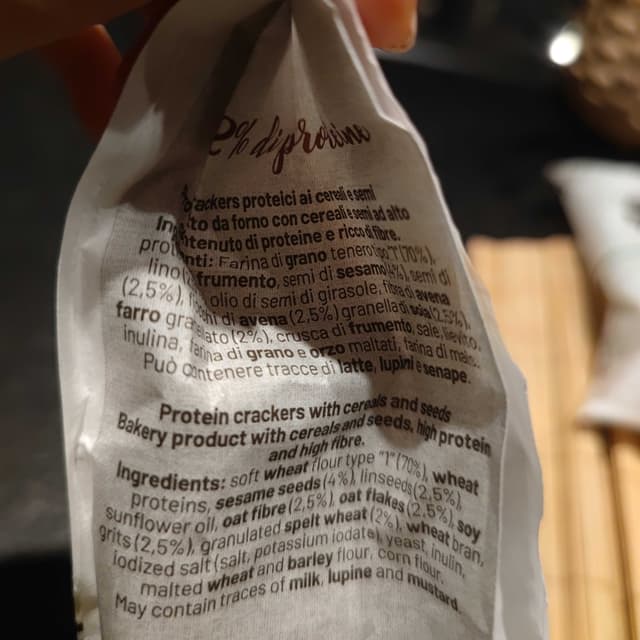 2% di proteine
crackers proteici ai cereali e semi
to da forno con cereali e semi ad alto
ntenuto di proteine e ricco di fibre.
nti: Farina di grano tenero tipo "1" (70%),
frumento, semi di sesamo (4%), semi di
lino (2,5%), olio di semi di girasole, fibra di avena
(2,5%), di avena (2,5%) granella di soia (2,5%),
farro granulato (2%), crusca di frumento, sale, lievito,
inulina, farina di grano e orzo maltati, farina di mais.
Può contenere tracce di latte, lupini e senape.
Protein crackers with cereals and seeds
Bakery product with cereals and seeds, high protein
and high fibre.
Ingredients: soft wheat flour type "1" (70%), wheat
proteins, sesame seeds (4%), linseeds (2,5%),
sunflower oil, oat fibre (2,5%), oat flakes (2,5%), soy
grits (2,5%), granulated spelt wheat (2%), wheat bran,
iodized salt (salt, potassium iodate), yeast, inulin,
malted wheat and barley flour, corn flour.
May contain traces of milk, lupine and mustard.